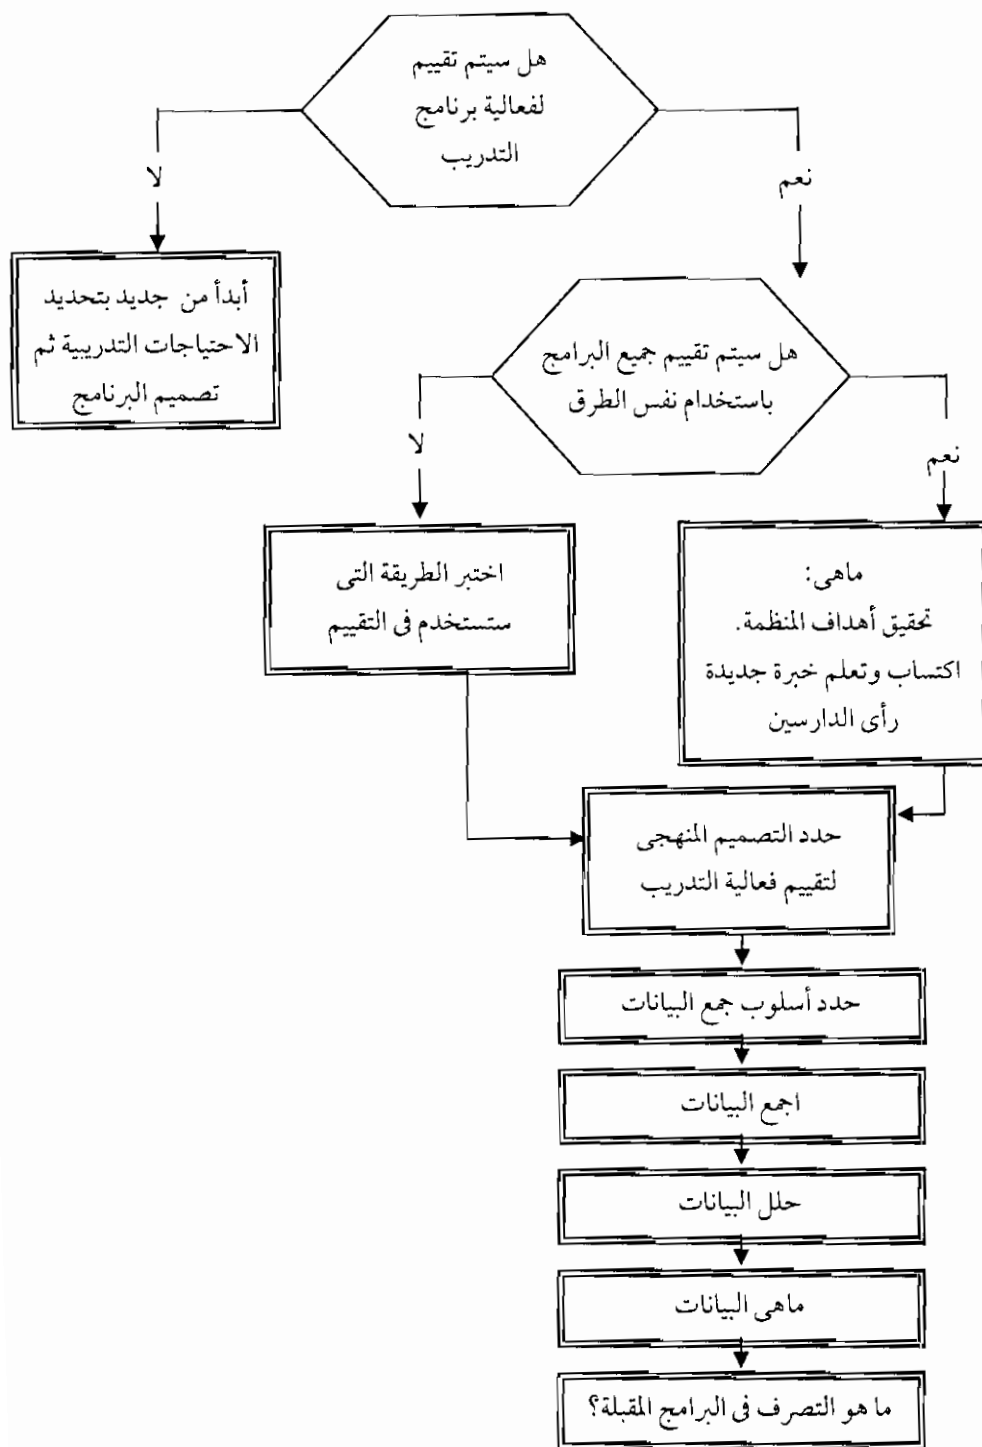 هل سيتم تقييم
لفعالية برنامج
التدريب
نعم
لا
أبدأ من جديد بتحديد
الاحتياجات التدريبية ثم
تصميم البرنامج
هل سيتم تقييم جميع البرامج
باستخدام نفس الطرق
نعم
لا
ماهى:
تحقيق أهداف المنظمة.
اكتساب وتعلم خبرة جديدة
رأى الدارسين
اختبر الطريقة التى
ستستخدم فى التقييم
حدد التصميم المنهجى
لتقييم فعالية التدريب
حدد أسلوب جمع البيانات
اجمع البيانات
حلل البيانات
ماهى البيانات
ما هو التصرف فى البرامج المقبلة؟